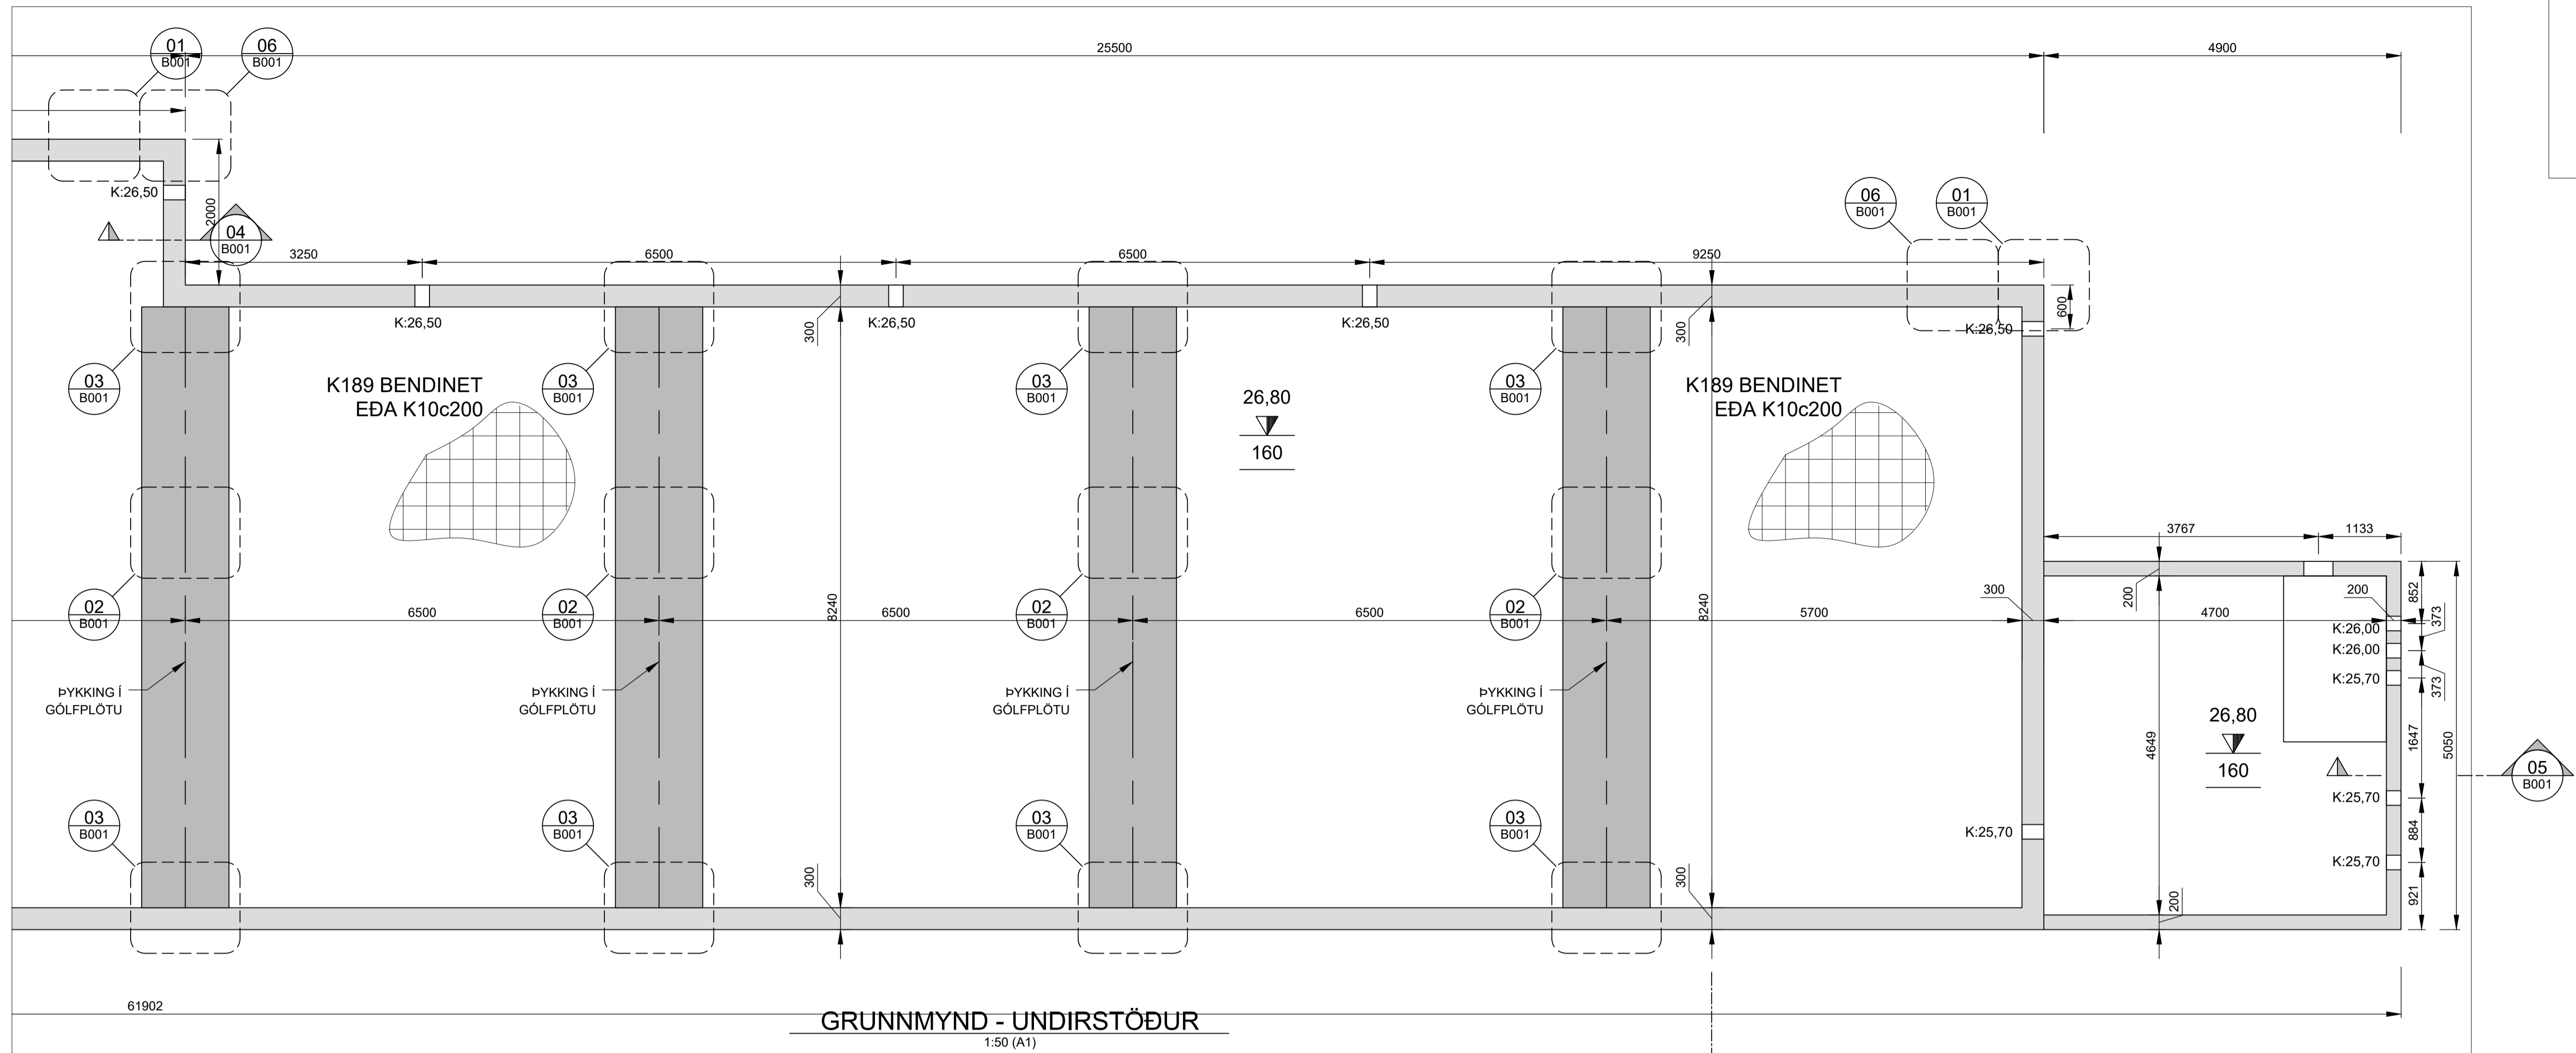 01
B001
06
B001
25500
4900
K:26,50
2000
04
B001
06
B001
01
B001
3250
6500
6500
9250
600
K:26,50
300
K:26,50
K:26,50
300
K:26,50
03
B001
K189 BENDINET
EÐA K10c200
03
B001
03
B001
26,80
160
03
B001
K189 BENDINET
EÐA K10c200
3767
1133
02
B001
6500
02
B001
8240
6500
02
B001
6500
02
B001
8240
5700
300
200
4700
200
852
373
K:26,00
K:26,00
K:25,70
373
ÞYKKING Í
GÓLFPLÖTU
ÞYKKING Í
GÓLFPLÖTU
ÞYKKING Í
GÓLFPLÖTU
ÞYKKING Í
GÓLFPLÖTU
4649
26,80
160
1647
5050
05
B001
K:25,70
03
B001
03
B001
03
B001
03
B001
K:25,70
884
K:25,70
300
300
200
921
61902
GRUNNMYND - UNDIRSTÖÐUR
1:50 (A1)